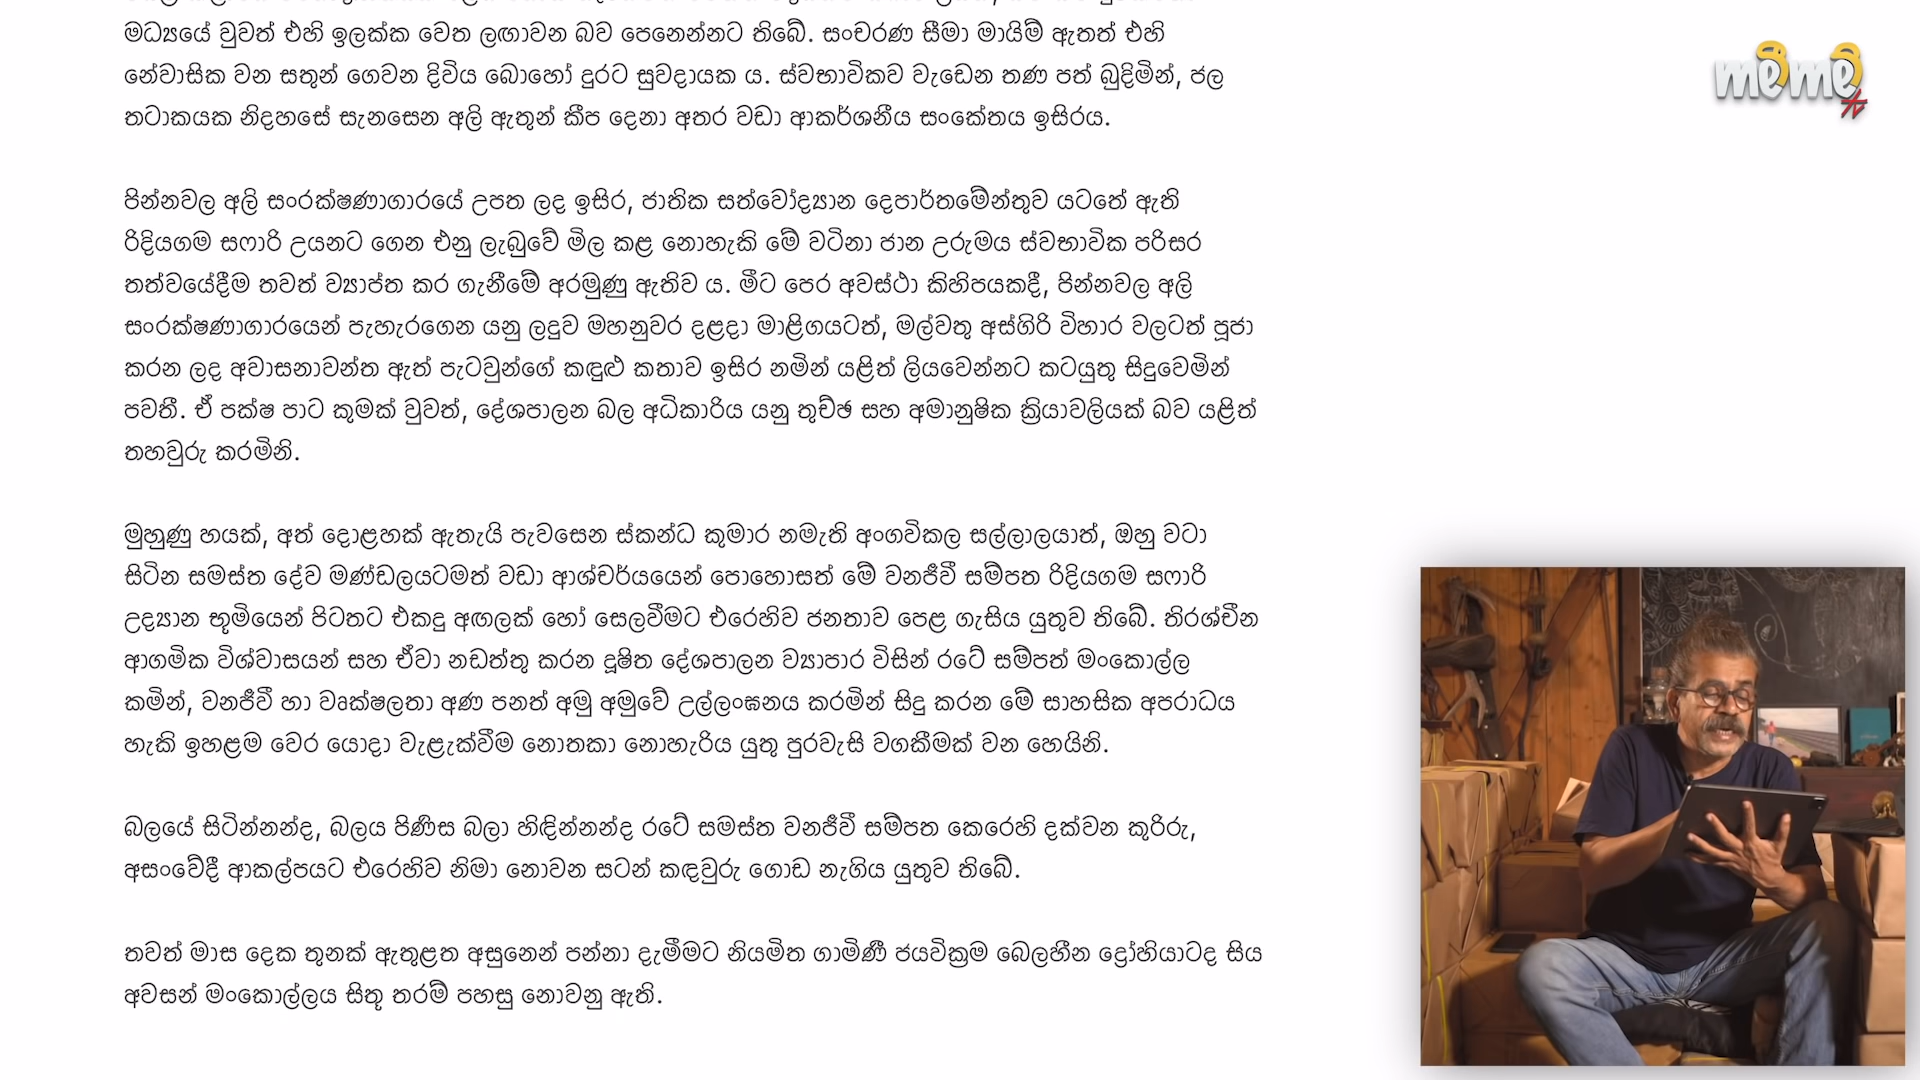 මධ්‍යයේ වුවත් එහි ඉලක්ක වෙත ලඟාවන බව පෙනෙන්නට තිබේ. සංචරණ සීමා මායිම් ඇතත් එහි
නේවාසික වන සතුන් ගෙවන දිවිය බොහෝ දුරට සුවදායක ය. ස්වභාවිකව වැඩෙන තණ පත් බුදිමින්, ජල
තටාකයක නිදහසේ සැනසෙන අලි ඇතුන් කීප දෙනා අතර වඩා ආකර්ශනීය සංකේතය ඉසිරය.
පින්නවල අලි සංරක්ෂණාගාරයේ උපත ලද ඉසිර, ජාතික සත්වෝද්‍යාන දෙපාර්තමේන්තුව යටතේ ඇති
රිදියගම සෆාරි උයනට ගෙන එනු ලැබුවේ මිල කළ නොහැකි මේ වටිනා ජාන උරුමය ස්වභාවික පරිසර
තත්වයේදීම තවත් ව්‍යාප්ත කර ගැනීමේ අරමුණු ඇතිව ය. මීට පෙර අවස්ථා කිහිපයකදී, පින්නවල අලි
සංරක්ෂණාගාරයෙන් පැහැරගෙන යනු ලදුව මහනුවර දළදා මාළිගයටත්, මල්වතු අස්ගිරි විහාර වලටත් පූජා
කරන ලද අවාසනාවන්ත ඇත් පැටවුන්ගේ කඳුළු කතාව ඉසිර නමින් යළිත් ලියවෙන්නට කටයුතු සිදුවෙමින්
පවතී. ඒ පක්ෂ පාට කුමක් වුවත්, දේශපාලන බල අධිකාරිය යනු තුච්ඡ සහ අමානුෂික ක්‍රියාවලියක් බව යළිත්
තහවුරු කරමිනි.
මුහුණු හයක්, අත් දොළහක් ඇතැයි පැවසෙන ස්කන්ධ කුමාර නමැති අංගවිකල සල්ලාලයාත්, ඔහු වටා
සිටින සමස්ත දේව මණ්ඩලයටමත් වඩා ආශ්චර්යයෙන් පොහොසත් මේ වනජීවී සම්පත රිදියගම සෆාරි
උද්‍යාන භූමියෙන් පිටතට එකදු අඟලක් හෝ සෙලවීමට එරෙහිව ජනතාව පෙළ ගැසිය යුතුව තිබේ. තිරශ්චීන
ආගමික විශ්වාසයන් සහ ඒවා නඩත්තු කරන දූෂිත දේශපාලන ව්‍යාපාර විසින් රටේ සම්පත් මංකොල්ල
කමින්, වනජීවී හා වෘක්ෂලතා අණ පනත් අමු අමුවේ උල්ලංඝනය කරමින් සිදු කරන මේ සාහසික අපරාධය
හැකි ඉහළම වෙර යොදා වැළැක්වීම නොතකා නොහැරිය යුතු පුරවැසි වගකීමක් වන හෙයිනි.
බලයේ සිටින්නන්ද, බලය පිණිස බලා හිඳින්නන්ද රටේ සමස්ත වනජීවී සම්පත කෙරෙහි දක්වන කුරිරු,
අසංවේදී ආකල්පයට එරෙහිව නිමා නොවන සටන් කඳවුරු ගොඩ නැගිය යුතුව තිබේ.
තවත් මාස දෙක තුනක් ඇතුළත අසුනෙන් පන්නා දැමීමට නියමිත ගාමිණී ජයවික්‍රම බෙලහීන ද්‍රෝහියාටද සිය
අවසන් මංකොල්ලය සිතූ තරම් පහසු නොවනු ඇති.